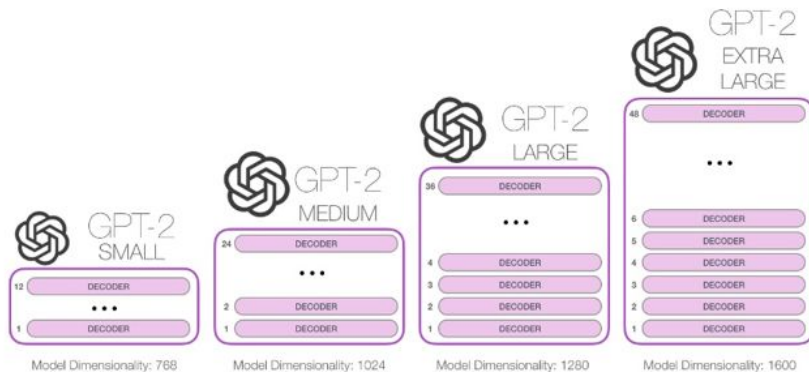 GPT-2
SMALL
12 DECODER
...
1 DECODER
Model Dimensionality: 768
GPT-2
MEDIUM
24 DECODER
...
2 DECODER
1 DECODER
Model Dimensionality: 1024
GPT-2
LARGE
36 DECODER
...
4 DECODER
3 DECODER
2 DECODER
1 DECODER
Model Dimensionality: 1280
GPT-2
EXTRA
LARGE
48 DECODER
...
6 DECODER
5 DECODER
4 DECODER
3 DECODER
2 DECODER
1 DECODER
Model Dimensionality: 1600